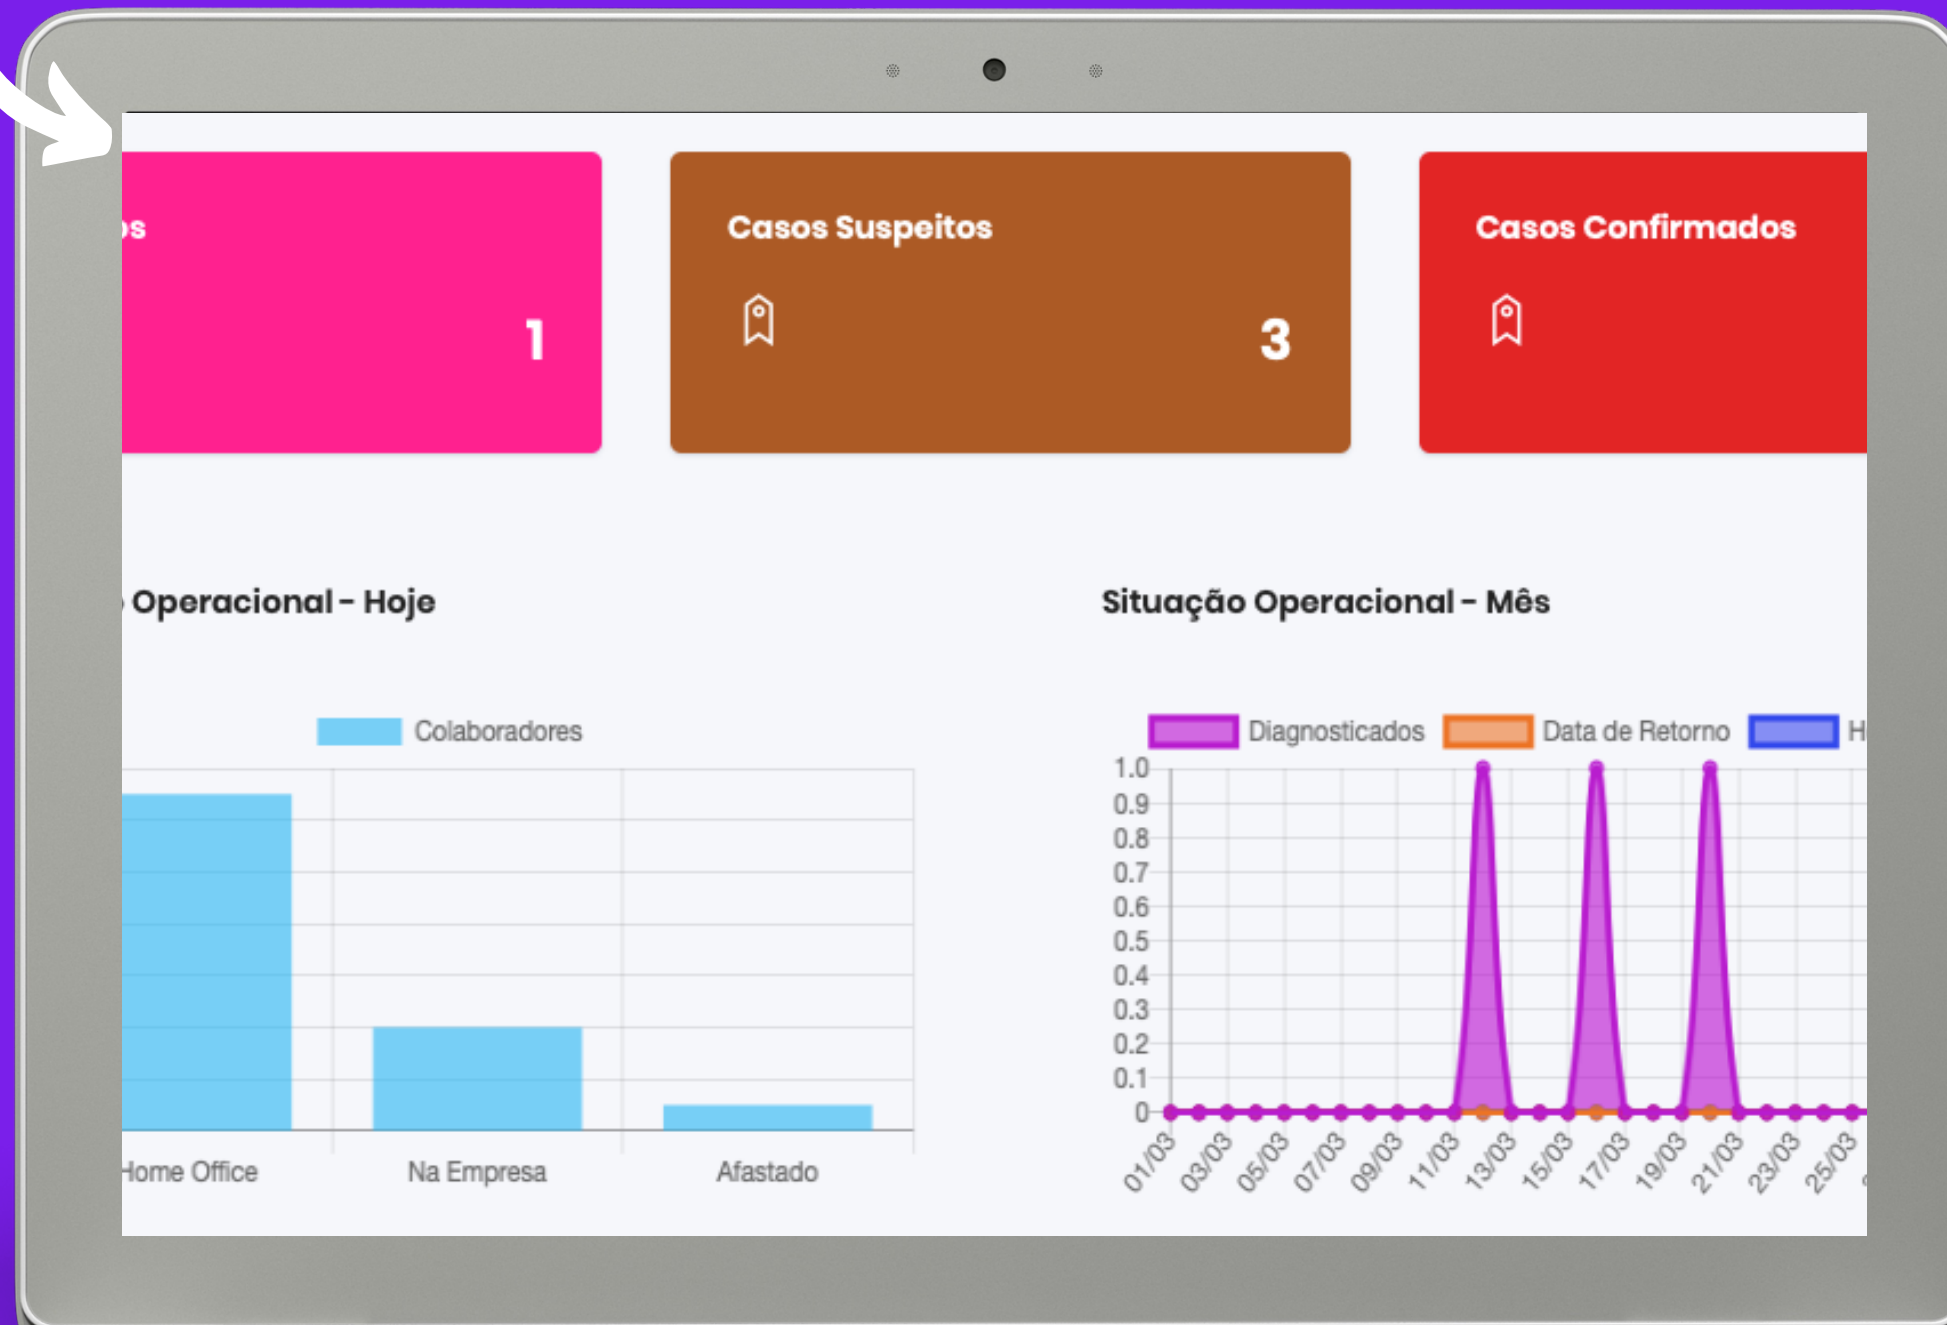 os
Casos Suspeitos
Casos Confirmados
1
3
Operacional - Hoje
Situação Operacional - Mês
Colaboradores
Diagnosticados
Data de Retorno
H
1.0
0.9
0.8
0.7
0.6
0.5
0.4
0.3
0.2
0.1
0
Home Office
Na Empresa
Afastado
01/03
03/03
05/03
07/03
09/03
11/03
13/03
15/03
17/03
19/03
21/03
23/03
25/03